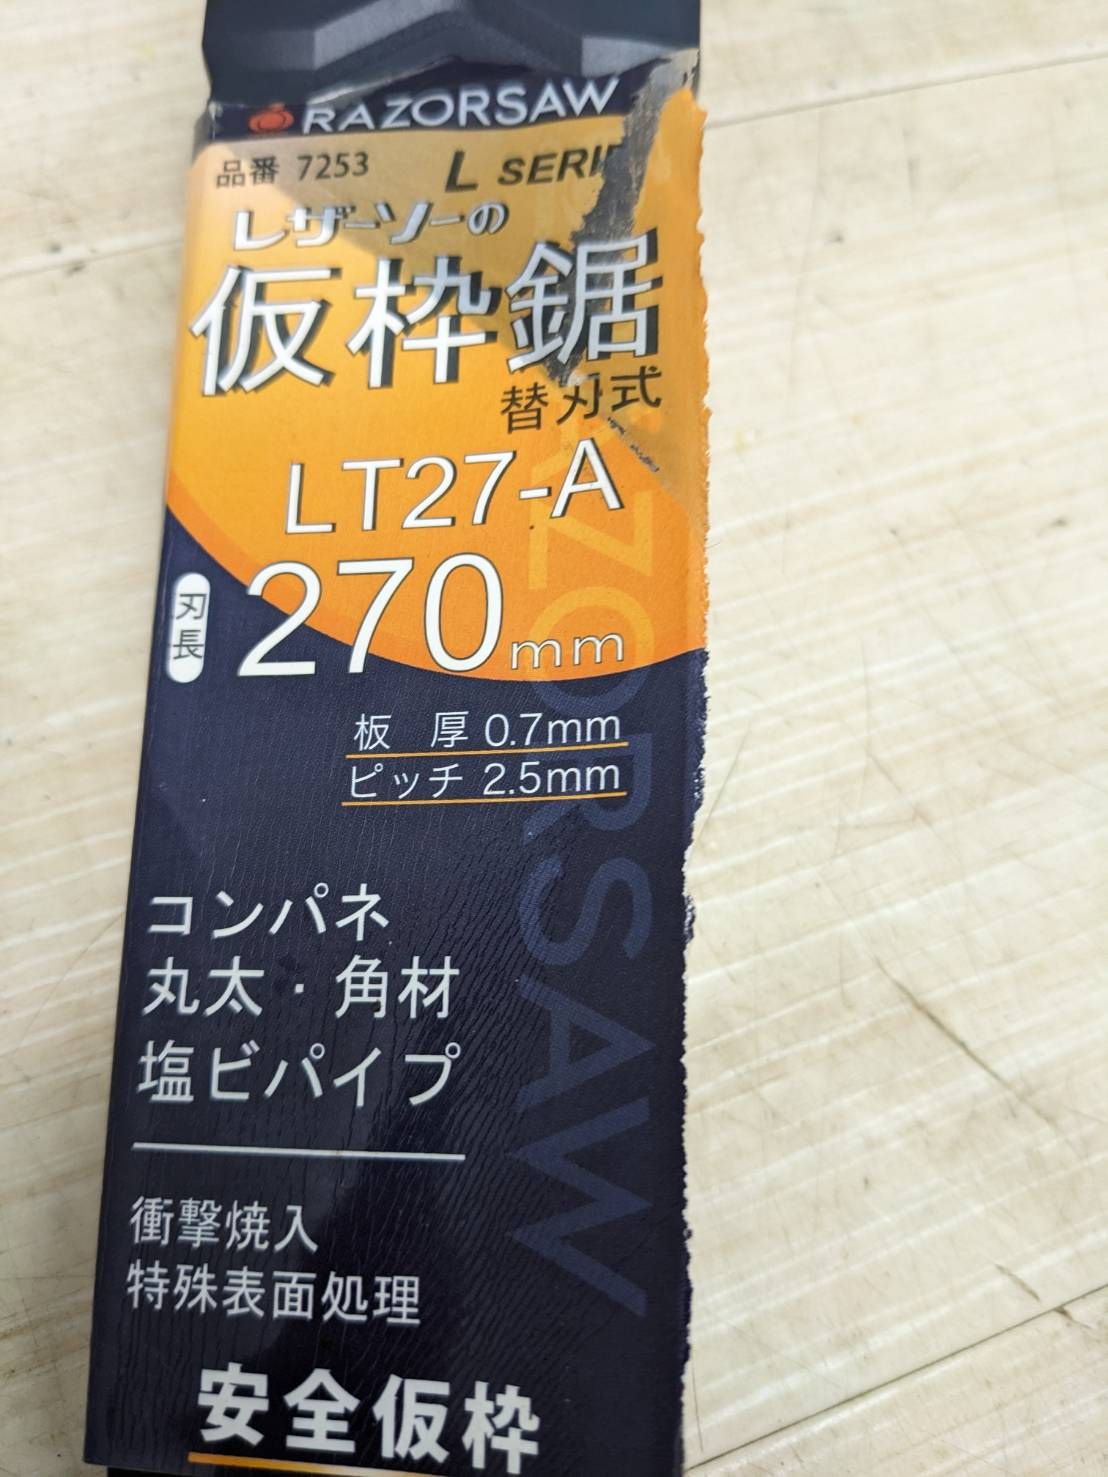 RAZORSAW
品番 7253 L SERI
レザーソーの
仮枠鋸
替刃式
LT27-A
刃長 270mm
板 厚 0.7mm
ピッチ 2.5mm
コンパネ
丸太・角材
塩ビパイプ
衝撃焼入
特殊表面処理
安全仮枠
RAZORSAW